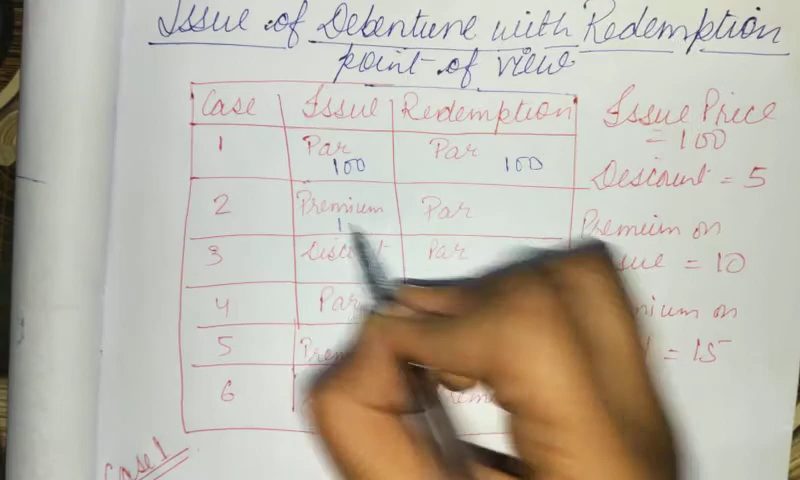 Issue of Debenture with Redemption
point of view
Case Issue Redemption
1 Par 100 Par 100
2 Premium 1 Par
3 Discount Par
4 Par
5
6
Issue Price
= 100
Discount = 5
Premium on
= 10
on
= 15
Case 1